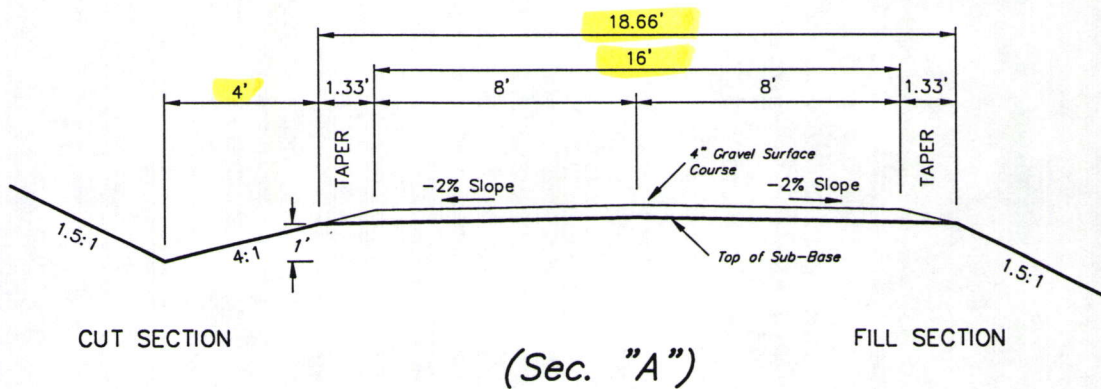 18.66'
16'
4'
1.33'
8'
8'
1.33'
TAPER
TAPER
4" Gravel Surface
Course
-2% Slope
-2% Slope
1.5:1
4:1
1'
Top of Sub-Base
1.5:1
CUT SECTION
FILL SECTION
(Sec. "A")